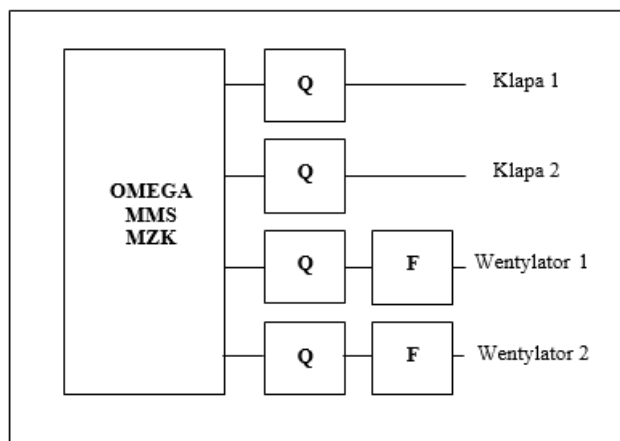 OMEGA
MMS
MZK
Q
Klapa 1
Q
Klapa 2
Q
F
Wentylator 1
Q
F
Wentylator 2